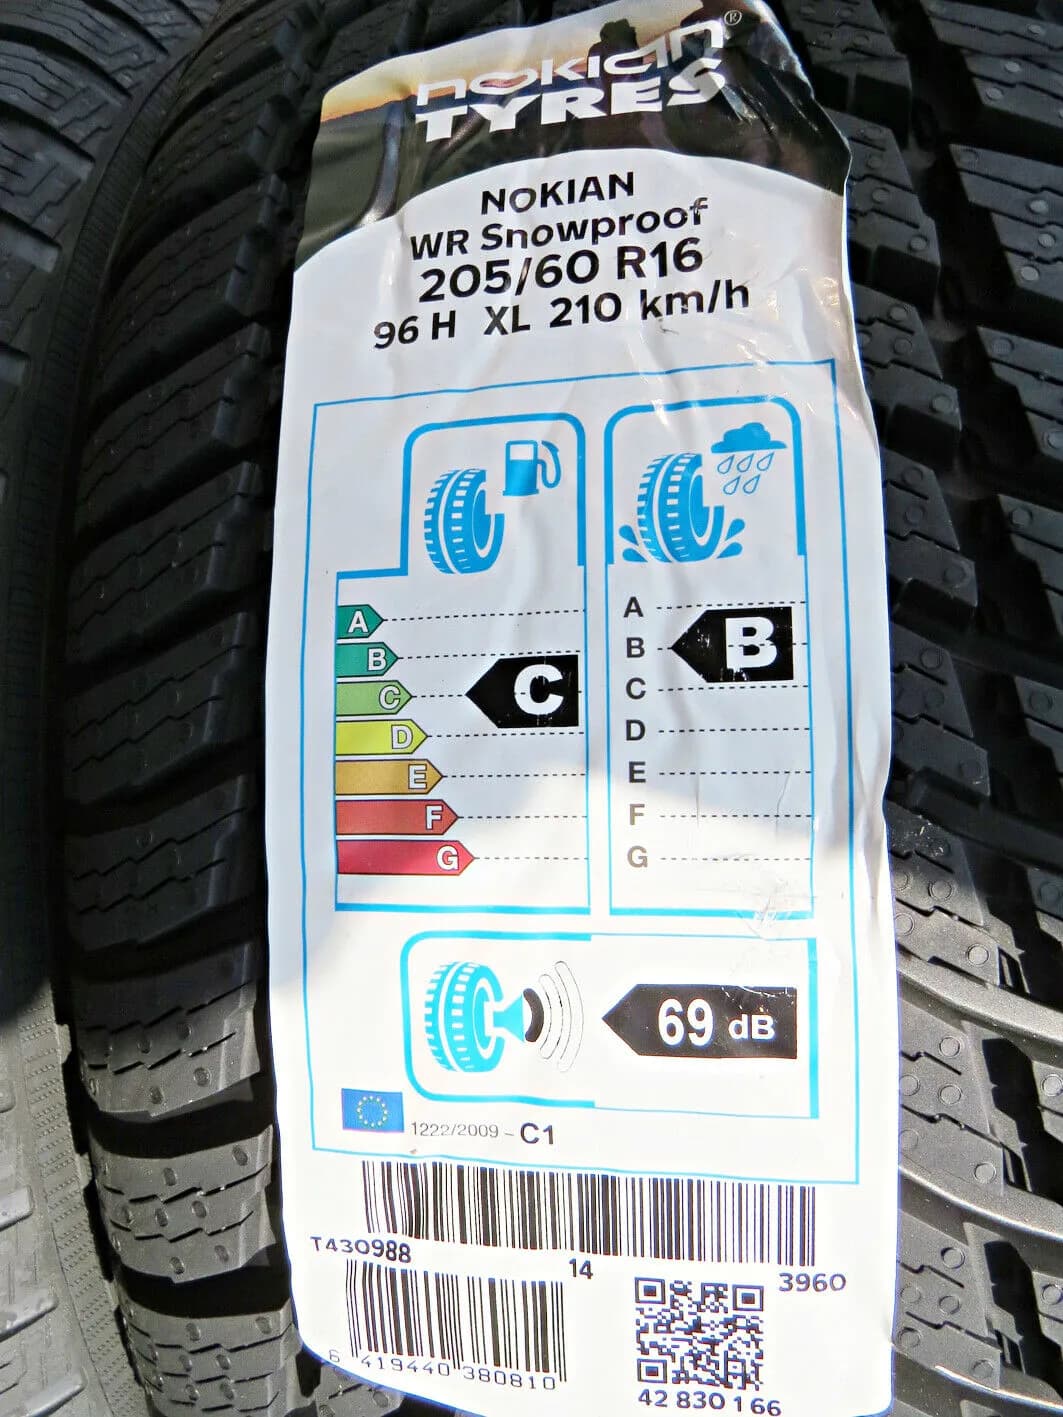 nokian®
TYRES
NOKIAN
WR Snowproof
205/60 R16
96 H XL 210 km/h
A
B
C
D
E
F
G
C
A
B
C
D
E
F
G
B
69 dB
1222/2009 - C1
T430988
14
3960
6 419440 380810
42 830 166